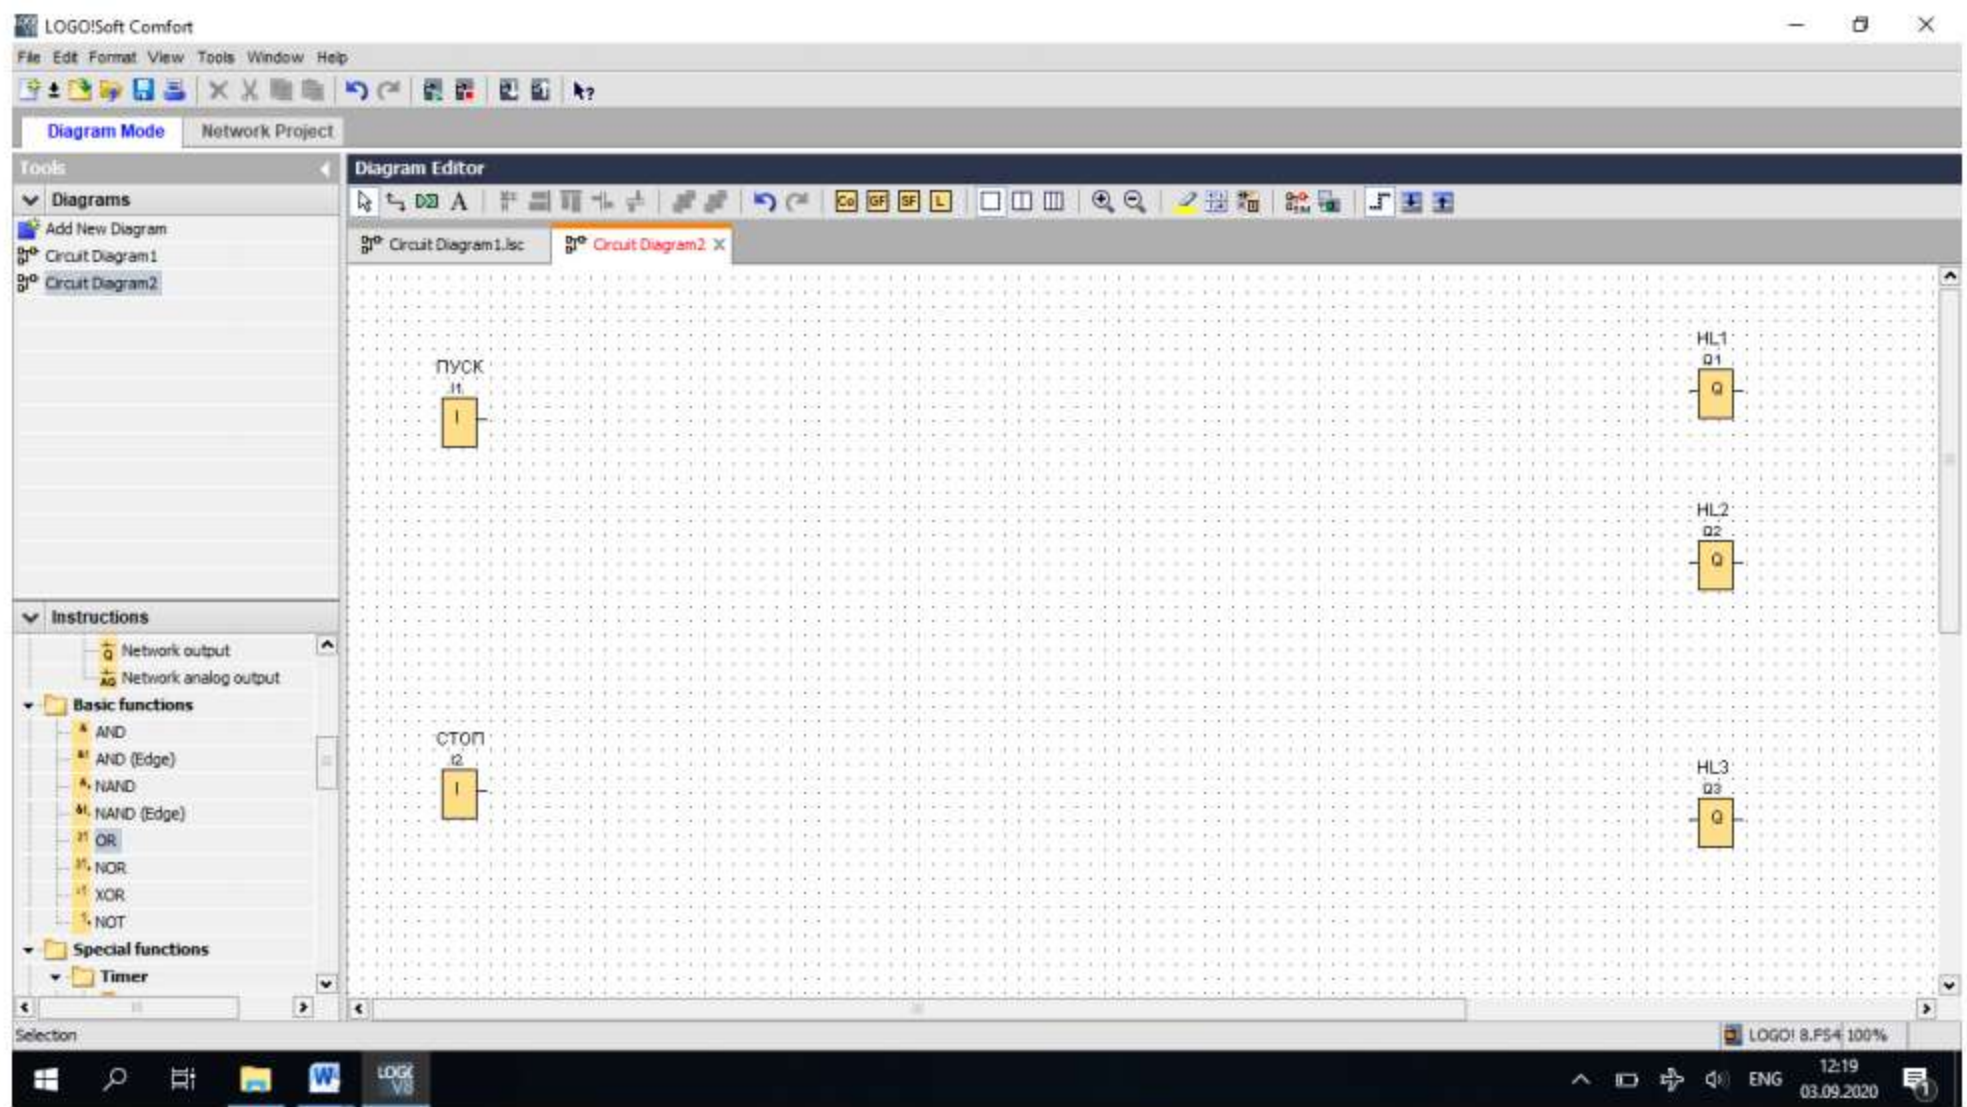 LOGO!Soft Comfort
File Edit Format View Tools Window Help
Diagram Mode Network Project
Tools
Diagrams
Add New Diagram
Circuit Diagram1
Circuit Diagram2
Instructions
Network output
Network analog output
Basic functions
AND
AND (Edge)
NAND
NAND (Edge)
OR
NOR
XOR
NOT
Special functions
Timer
Diagram Editor
A Co GF SF L
Circuit Diagram1.lsc Circuit Diagram2
ПУСК
I1
I
СТОП
I2
I
HL1
Q1
Q
HL2
Q2
Q
HL3
Q3
Q
Selection
LOGO! 8.FS4 100%
ENG
12:19
03.09.2020